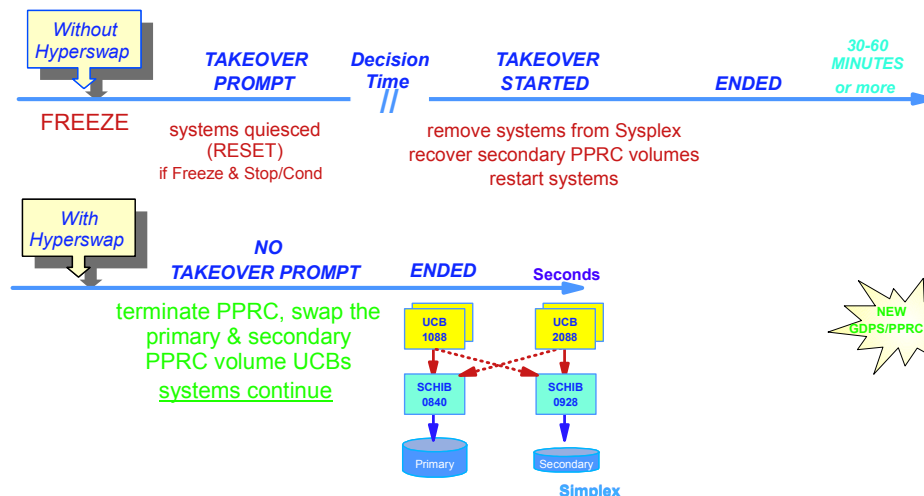 Without
Hyperswap
TAKEOVER
PROMPT
Decision
Time
//
TAKEOVER
STARTED
ENDED
30-60
MINUTES
or more
FREEZE
systems quiesced
(RESET)
if Freeze & Stop/Cond
remove systems from Sysplex
recover secondary PPRC volumes
restart systems
With
Hyperswap
NO
TAKEOVER PROMPT
ENDED
Seconds
terminate PPRC, swap the
primary & secondary
PPRC volume UCBs
systems continue
UCB
1088
UCB
2088
SCHIB
0840
SCHIB
0928
Primary
Secondary
Simplex
NEW
GDPS/PPRC